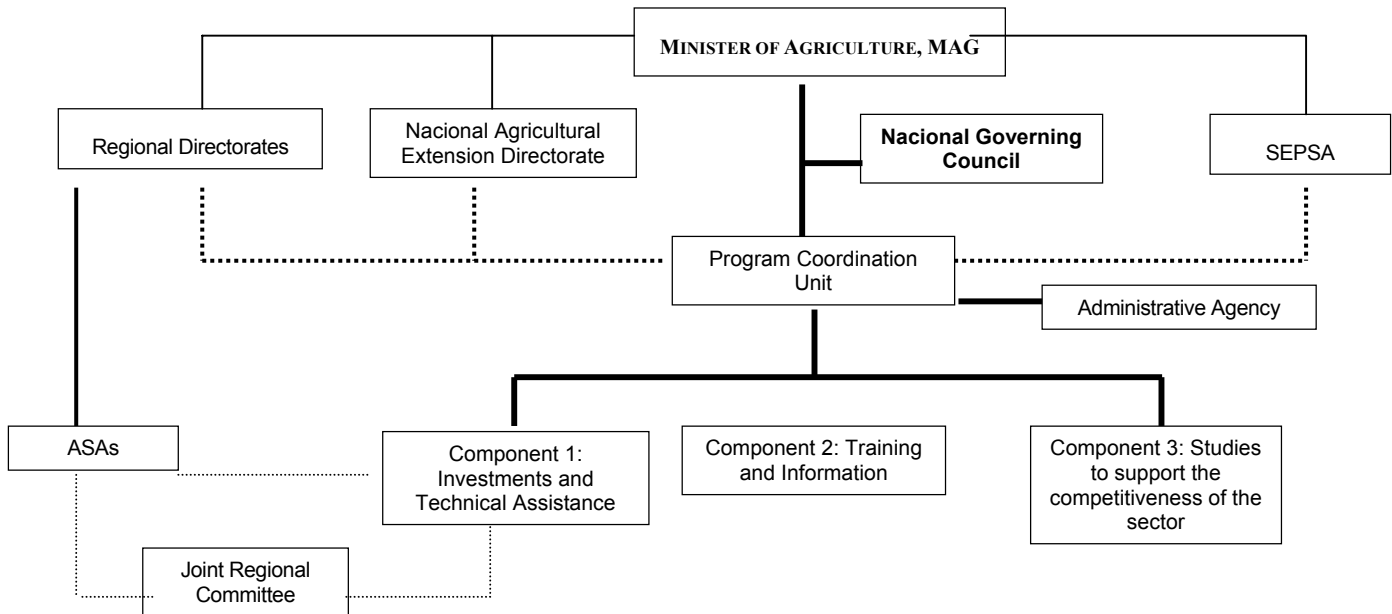 MINISTER OF AGRICULTURE, MAG
Regional Directorates
Nacional Agricultural
Extension Directorate
Nacional Governing
Council
SEPSA
Program Coordination
Unit
Administrative Agency
ASAs
Component 1:
Investments and
Technical Assistance
Component 2: Training
and Information
Component 3: Studies
to support the
competitiveness of the
sector
Joint Regional
Committee